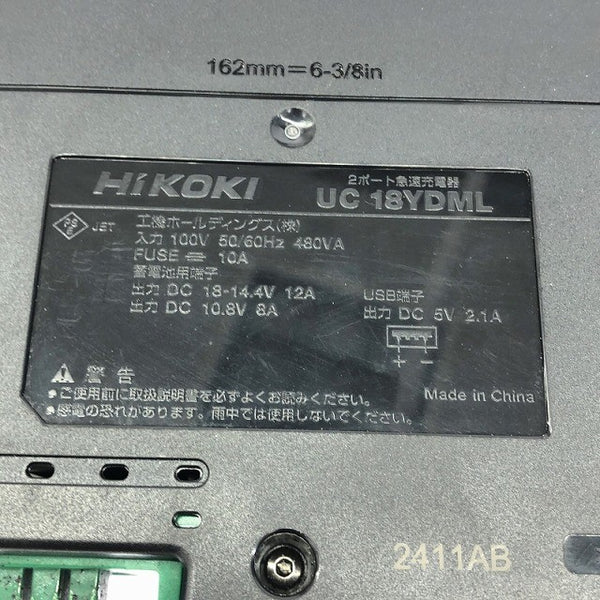 162mm=6-3/8in
HiKOKI
2ポート急速充電器
UC 18YDML
PS
E
JET
工機ホールディングス(株)
入力 100V 50/60Hz 480VA
FUSE 10A
蓄電池用端子
出力 DC 18-14.4V 12A
出力 DC 10.8V 8A
USB端子
出力 DC 5V 2.1A
+ -
警告
●ご使用前に取扱説明書を必ずよくお読みください。
●感電の恐れがあります。雨中では使用しないでください。
Made in China
2411AB